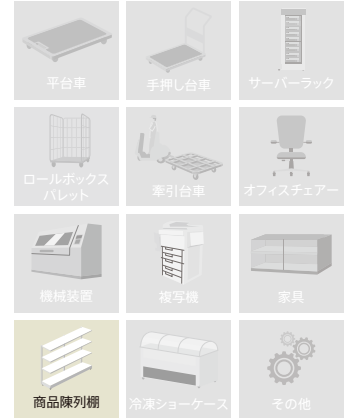 平台車
手押し台車
サーバーラック
ロールボックス
パレット
牽引台車
オフィスチェアー
機械装置
複写機
家具
商品陳列棚
冷凍ショーケース
その他